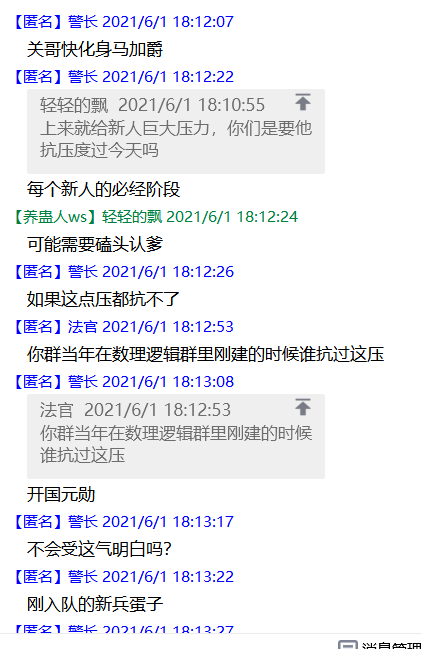 【匿名】警长 2021/6/1 18:12:07
关哥快化身马加爵
【匿名】警长 2021/6/1 18:12:22
轻轻的飘 2021/6/1 18:10:55
上来就给新人巨大压力，你们是要他
抗压度过今天吗
每个新人的必经阶段
【养蛊人ws】轻轻的飘 2021/6/1 18:12:24
可能需要磕头认爹
【匿名】警长 2021/6/1 18:12:26
如果这点压都抗不了
【匿名】法官 2021/6/1 18:12:53
你群当年在数理逻辑群里刚建的时候谁抗过这压
【匿名】警长 2021/6/1 18:13:08
法官 2021/6/1 18:12:53
你群当年在数理逻辑群里刚建的时候
谁抗过这压
开国元勋
【匿名】警长 2021/6/1 18:13:17
不会受这气明白吗?
【匿名】警长 2021/6/1 18:13:22
刚入队的新兵蛋子
【匿名】警长 2021/6/1 18:13:27
消息管理